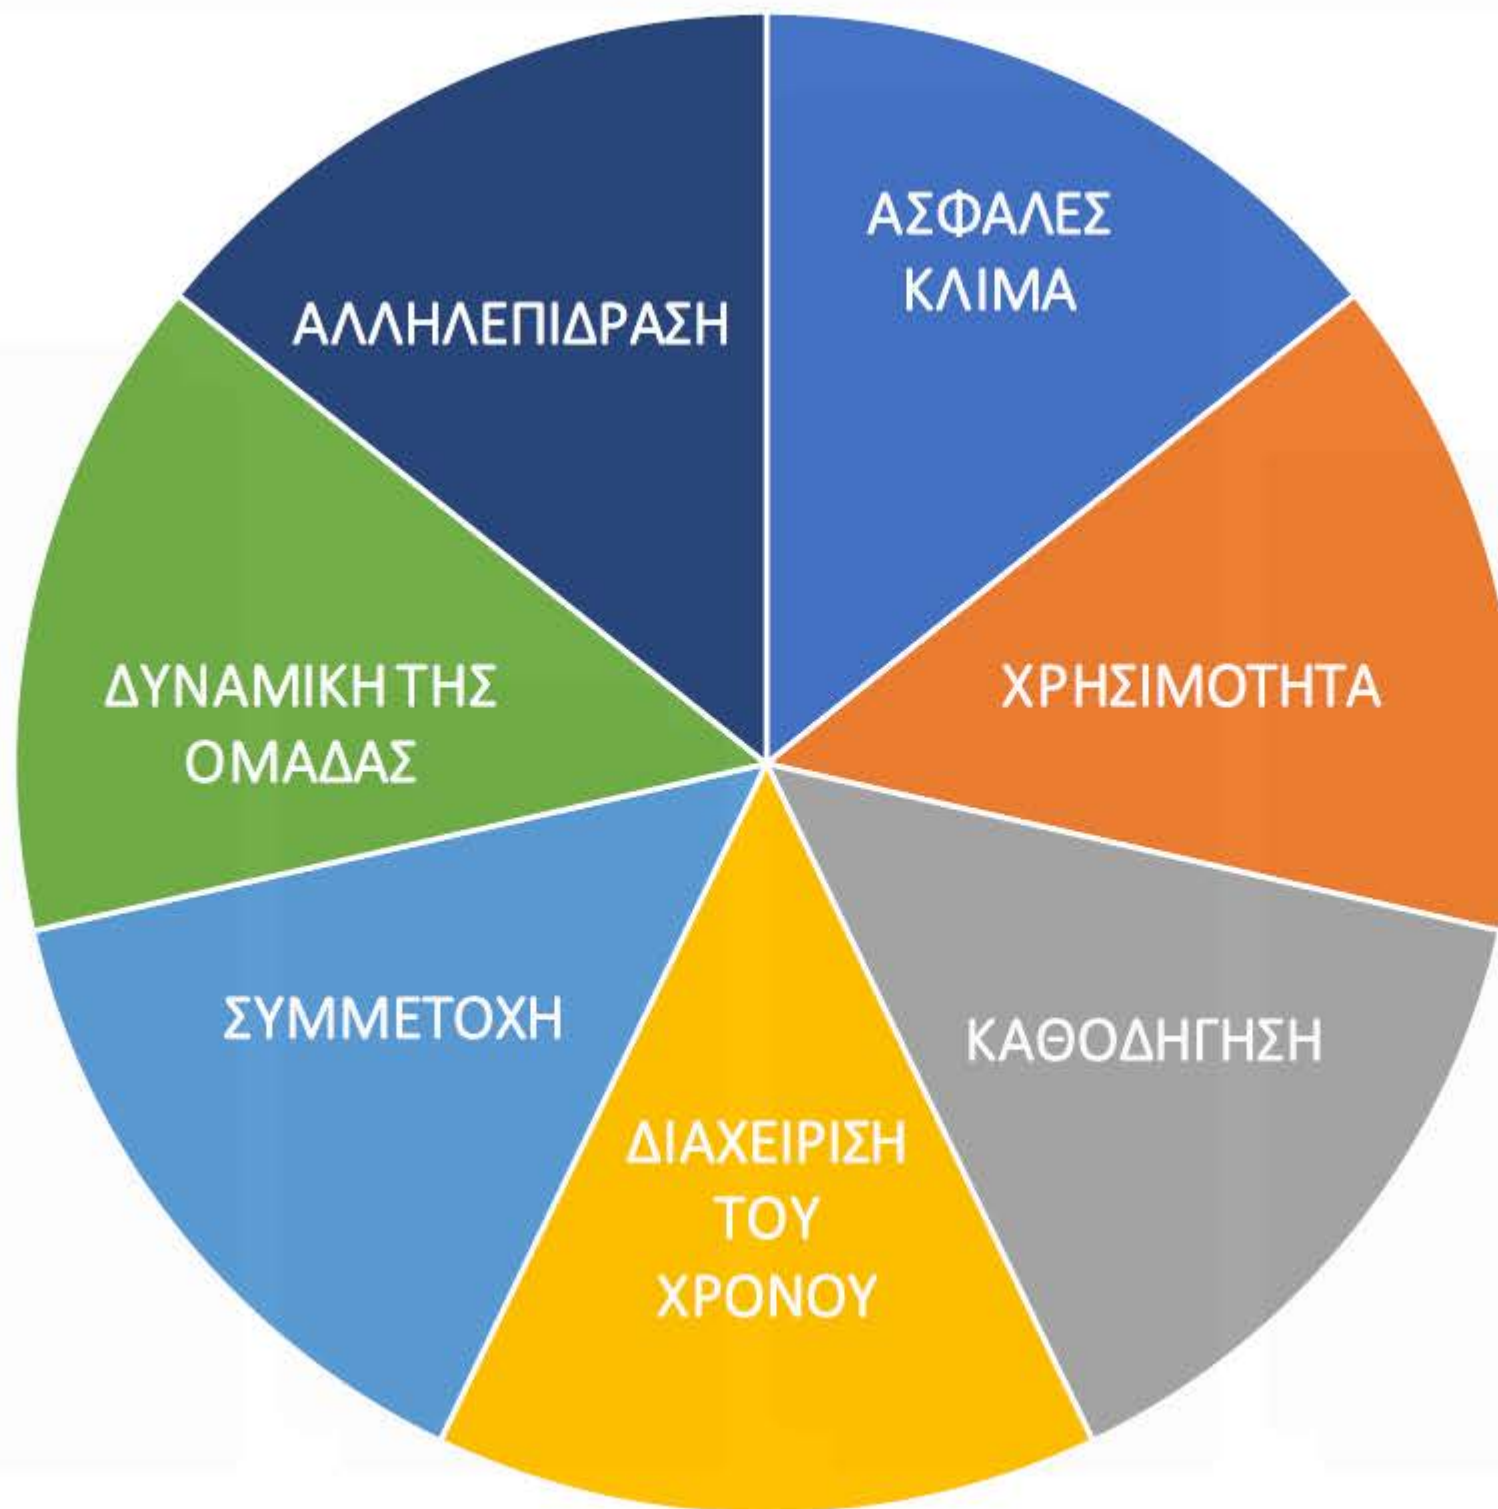 ΑΣΦΑΛΕΣ
ΚΛΙΜΑ
ΧΡΗΣΙΜΟΤΗΤΑ
ΚΑΘΟΔΗΓΗΣΗ
ΔΙΑΧΕΙΡΙΣΗ
ΤΟΥ
ΧΡΟΝΟΥ
ΣΥΜΜΕΤΟΧΗ
ΔΥΝΑΜΙΚΗ ΤΗΣ
ΟΜΑΔΑΣ
ΑΛΛΗΛΕΠΙΔΡΑΣΗ